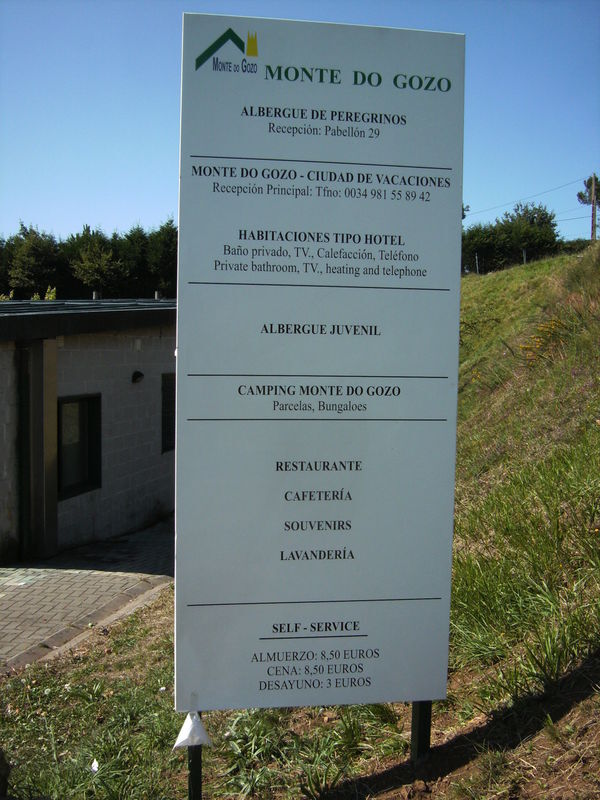 MONTE DO GOZO
MONTE DO GOZO
ALBERGUE DE PEREGRINOS
Recepción: Pabellón 29
MONTE DO GOZO - CIUDAD DE VACACIONES
Recepción Principal: Tfno: 0034 981 55 89 42
HABITACIONES TIPO HOTEL
Baño privado, TV., Calefacción, Teléfono
Private bathroom, TV., heating and telephone
ALBERGUE JUVENIL
CAMPING MONTE DO GOZO
Parcelas, Bungaloes
RESTAURANTE
CAFETERÍA
SOUVENIRS
LAVANDERÍA
SELF - SERVICE
ALMUERZO: 8,50 EUROS
CENA: 8,50 EUROS
DESAYUNO: 3 EUROS